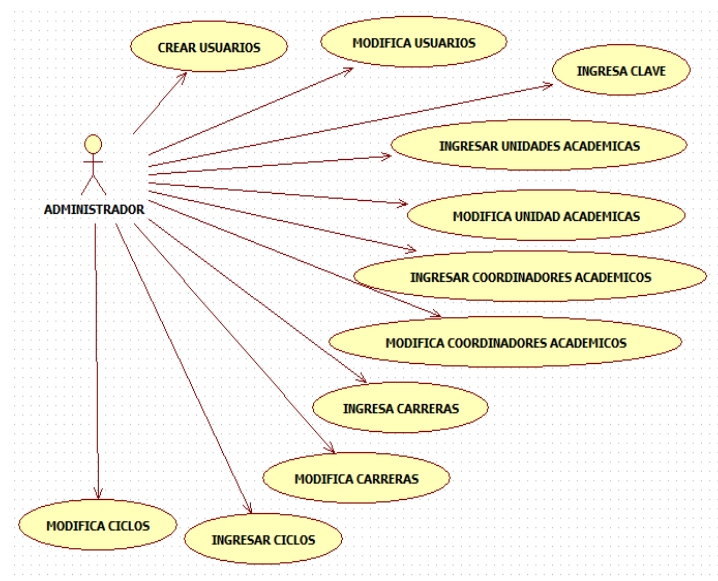 CREAR USUARIOS
MODIFICA USUARIOS
INGRESA CLAVE
INGRESAR UNIDADES ACADEMICAS
ADMINISTRADOR
MODIFICA UNIDAD ACADEMICAS
INGRESAR COORDINADORES ACADEMICOS
MODIFICA COORDINADORES ACADEMICOS
INGRESA CARRERAS
MODIFICA CARRERAS
MODIFICA CICLOS
INGRESAR CICLOS